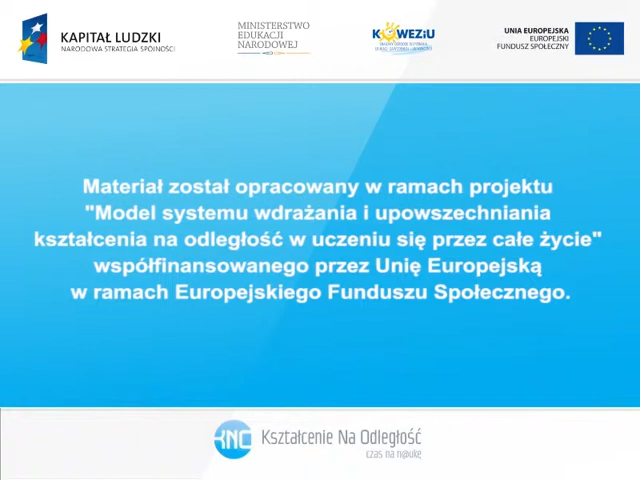 KAPITAŁ LUDZKI
NARODOWA STRATEGIA SPÓJNOŚCI
MINISTERSTWO
EDUKACJI
NARODOWEJ
KOWEZiU
UNIA EUROPEJSKA
EUROPEJSKI
FUNDUSZ SPOŁECZNY
Materiał został opracowany w ramach projektu
"Model systemu wdrażania i upowszechniania
kształcenia na odległość w uczeniu się przez całe życie"
współfinansowanego przez Unię Europejską
w ramach Europejskiego Funduszu Społecznego.
KNO Kształcenie Na Odległość
czas na n@ukę